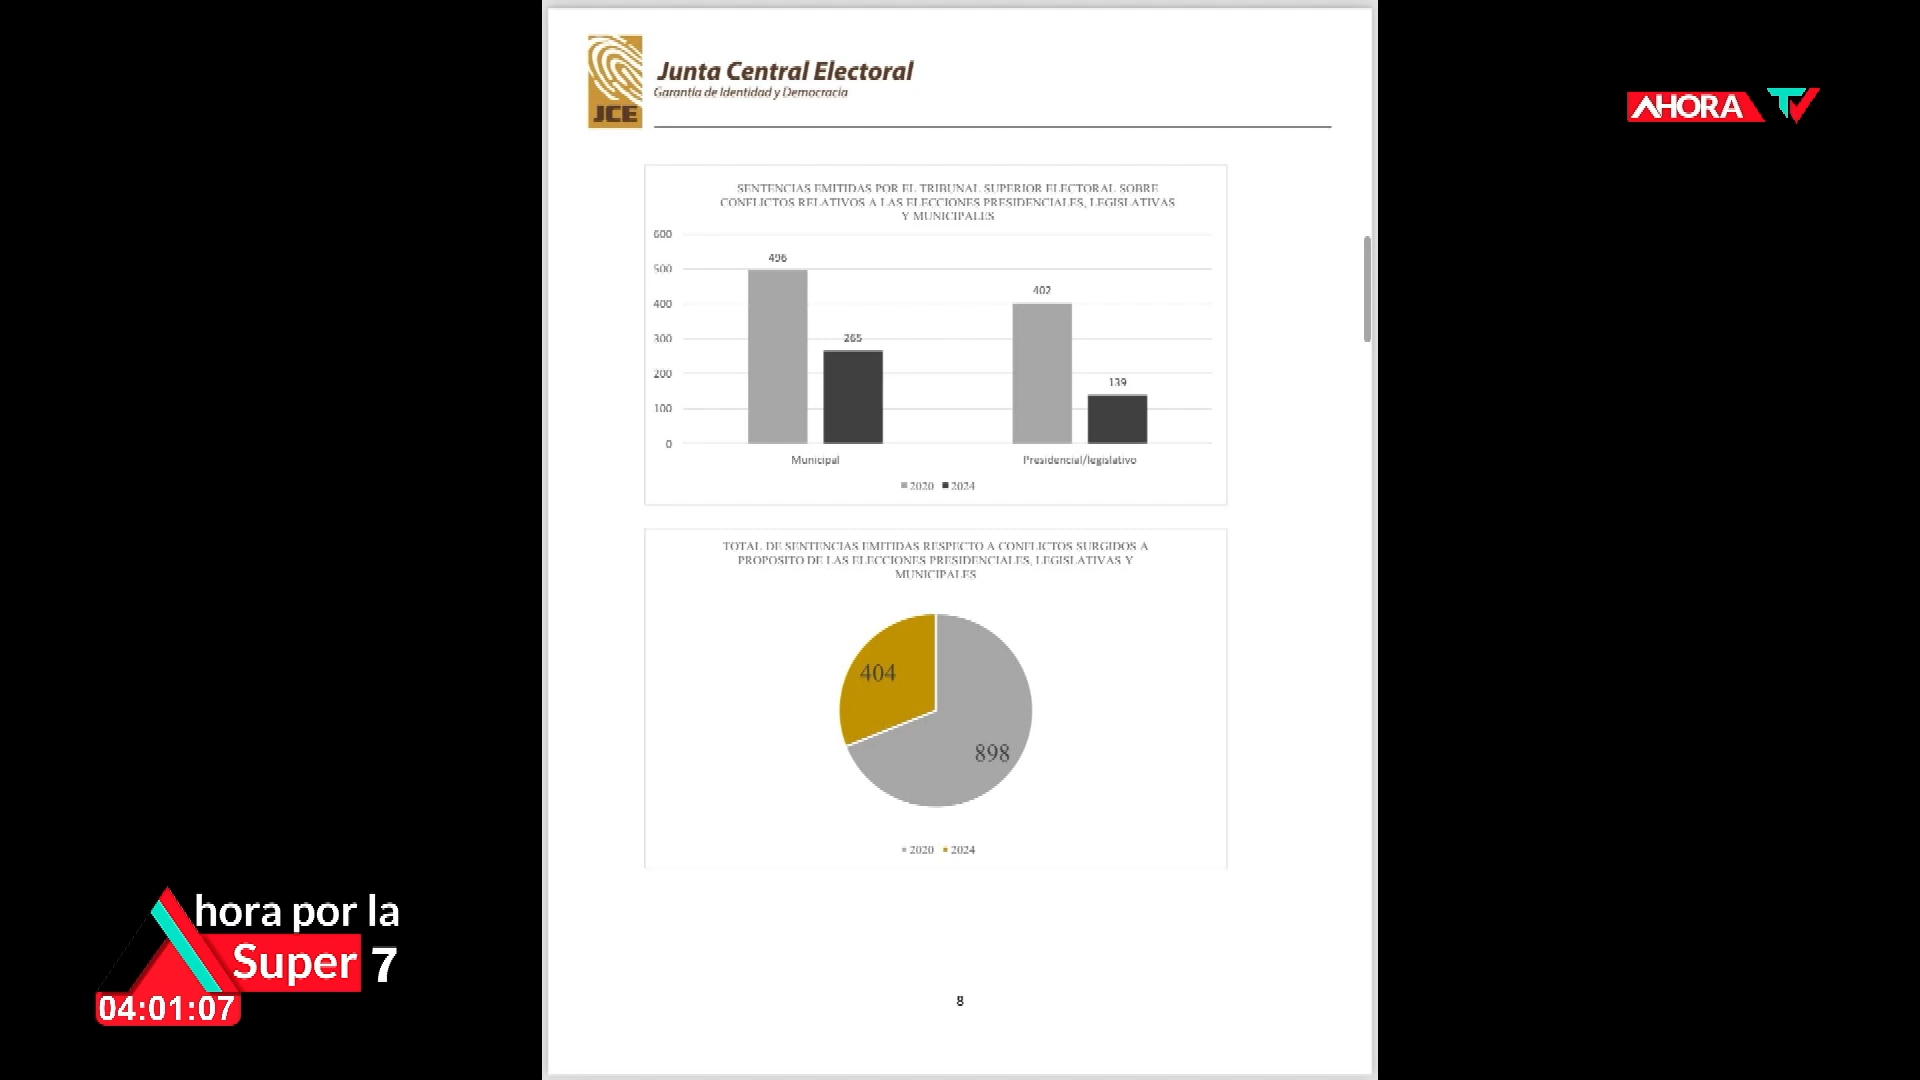 Junta Central Electoral
Garantía de Identidad y Democracia
JCE
AHORA TV
SENTENCIAS EMITIDAS POR EL TRIBUNAL SUPERIOR ELECTORAL SOBRE
CONFLICTOS RELATIVOS A LAS ELECCIONES PRESIDENCIALES, LEGISLATIVAS
Y MUNICIPALES
600
500
400
300
200
100
0
496
265
402
139
Municipal
Presidencial/legislativo
2020 2024
TOTAL DE SENTENCIAS EMITIDAS RESPECTO A CONFLICTOS SURGIDOS A
PROPOSITO DE LAS ELECCIONES PRESIDENCIALES, LEGISLATIVAS Y
MUNICIPALES
404
898
2020 2024
8
hora por la
Super 7
04:01:07